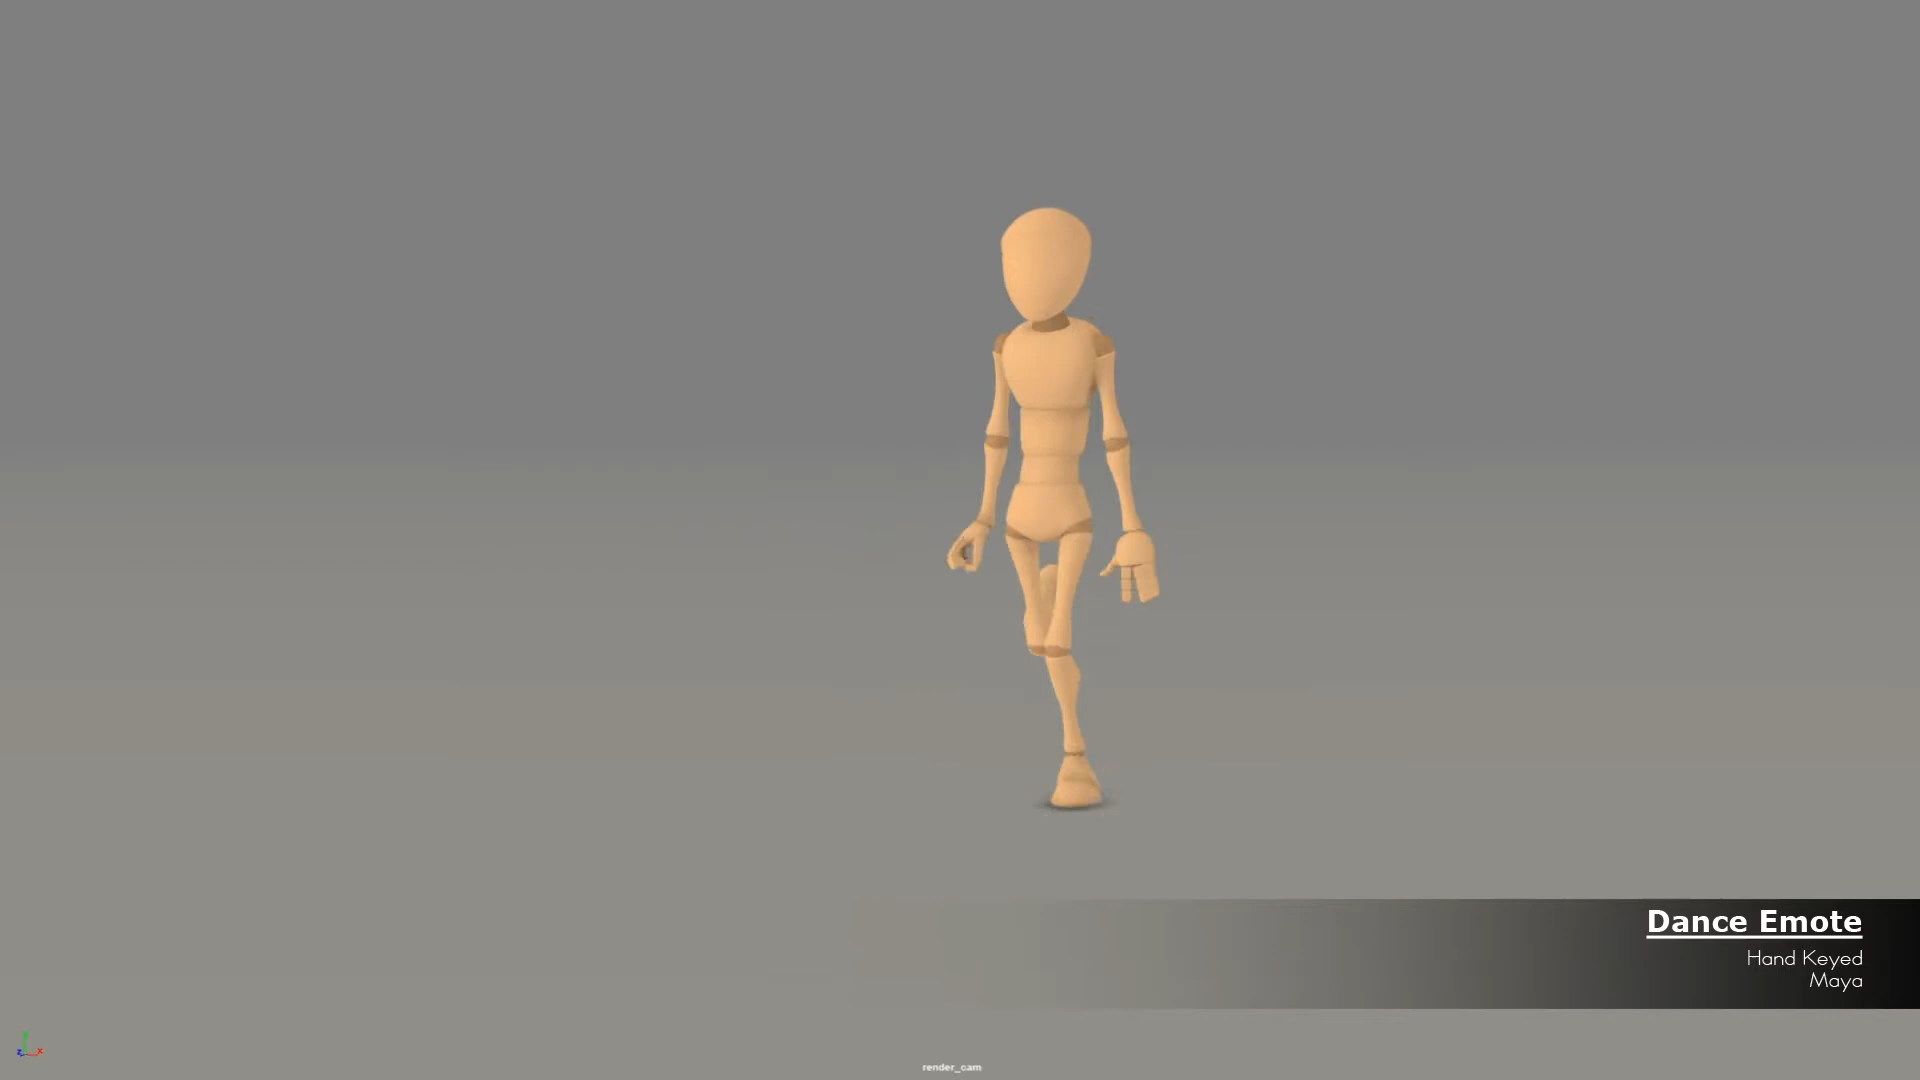 Dance Emote
Hand Keyed
Maya
z x
render_cam